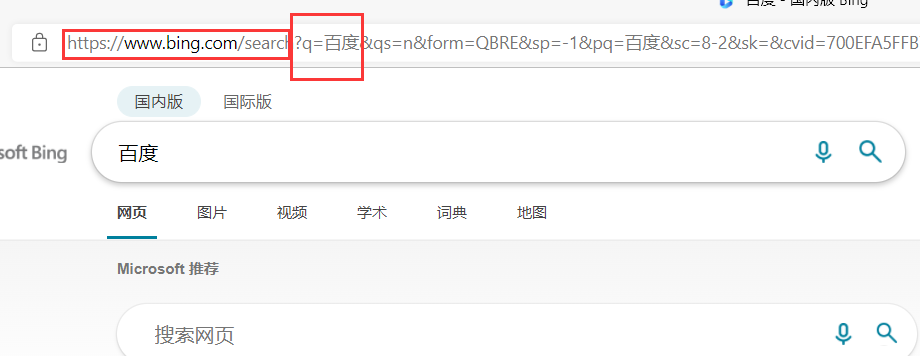 百度 - 国内版 Bing
https://www.bing.com/search?q=百度&qs=n&form=QBRE&sp=-1&pq=百度&sc=8-2&sk=&cvid=700EFA5FFB
国内版 国际版
soft Bing 百度
网页 图片 视频 学术 词典 地图
Microsoft 推荐
搜索网页